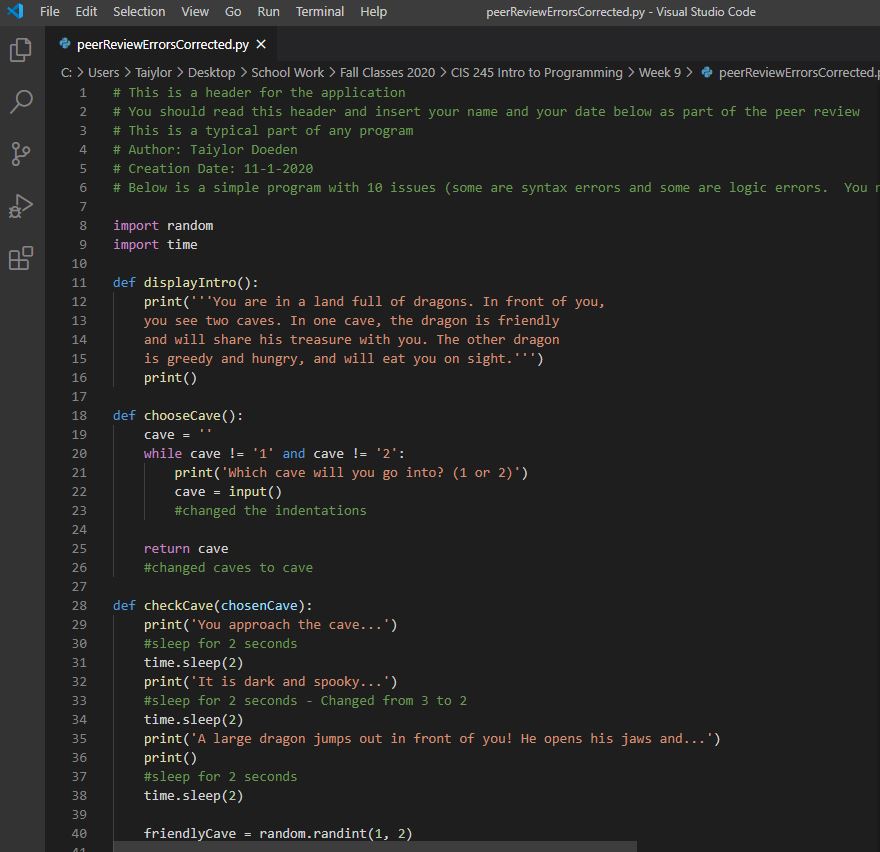 File Edit Selection View Go Run Terminal Help peerReviewErrorsCorrected.py - Visual Studio Code
peerReviewErrorsCorrected.py ×
C: > Users > Taiylor > Desktop > School Work > Fall Classes 2020 > CIS 245 Intro to Programming > Week 9 > peerReviewErrorsCorrected.p
1 # This is a header for the application
2 # You should read this header and insert your name and your date below as part of the peer review
3 # This is a typical part of any program
4 # Author: Taiylor Doeden
5 # Creation Date: 11-1-2020
6 # Below is a simple program with 10 issues (some are syntax errors and some are logic errors.  You
7
8 import random
9 import time
10
11 def displayIntro():
12     print('''You are in a land full of dragons. In front of you,
13     you see two caves. In one cave, the dragon is friendly
14     and will share his treasure with you. The other dragon
15     is greedy and hungry, and will eat you on sight.''')
16     print()
17
18 def chooseCave():
19     cave = ''
20     while cave != '1' and cave != '2':
21         print('Which cave will you go into? (1 or 2)')
22         cave = input()
23         #changed the indentations
24
25     return cave
26     #changed caves to cave
27
28 def checkCave(chosenCave):
29     print('You approach the cave...')
30     #sleep for 2 seconds
31     time.sleep(2)
32     print('It is dark and spooky...')
33     #sleep for 2 seconds - Changed from 3 to 2
34     time.sleep(2)
35     print('A large dragon jumps out in front of you! He opens his jaws and...')
36     print()
37     #sleep for 2 seconds
38     time.sleep(2)
39
40     friendlyCave = random.randint(1, 2)
41